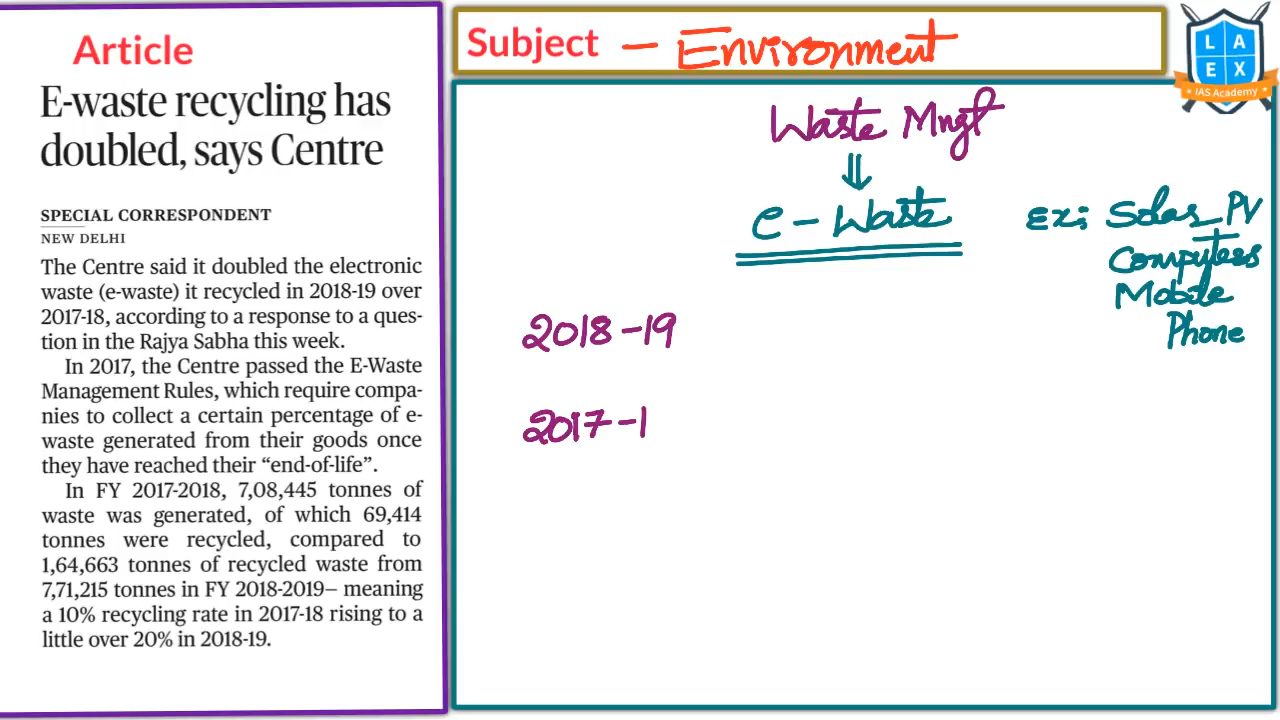 Article
E-waste recycling has
doubled, says Centre
SPECIAL CORRESPONDENT
NEW DELHI
The Centre said it doubled the electronic
waste (e-waste) it recycled in 2018-19 over
2017-18, according to a response to a ques-
tion in the Rajya Sabha this week.
In 2017, the Centre passed the E-Waste
Management Rules, which require compa-
nies to collect a certain percentage of e-
waste generated from their goods once
they have reached their “end-of-life”.
In FY 2017-2018, 7,08,445 tonnes of
waste was generated, of which 69,414
tonnes were recycled, compared to
1,64,663 tonnes of recycled waste from
7,71,215 tonnes in FY 2018-2019— meaning
a 10% recycling rate in 2017-18 rising to a
little over 20% in 2018-19.
Subject - Environment
L A
E X
IAS Academy
Waste Mngt
e - Waste
Ex; Solar PV
Computers
Mobile
Phone
2018-19
2017-1